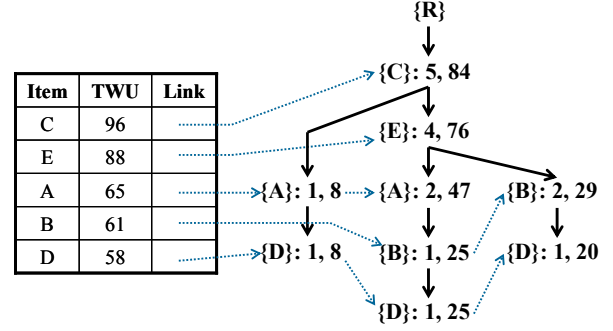 {R}
{C}: 5, 84
Item TWU Link
C 96
{E}: 4, 76
E 88
A 65
{A}: 1, 8 {A}: 2, 47 {B}: 2, 29
B 61
D 58
{D}: 1, 8 {B}: 1, 25 {D}: 1, 20
{D}: 1, 25